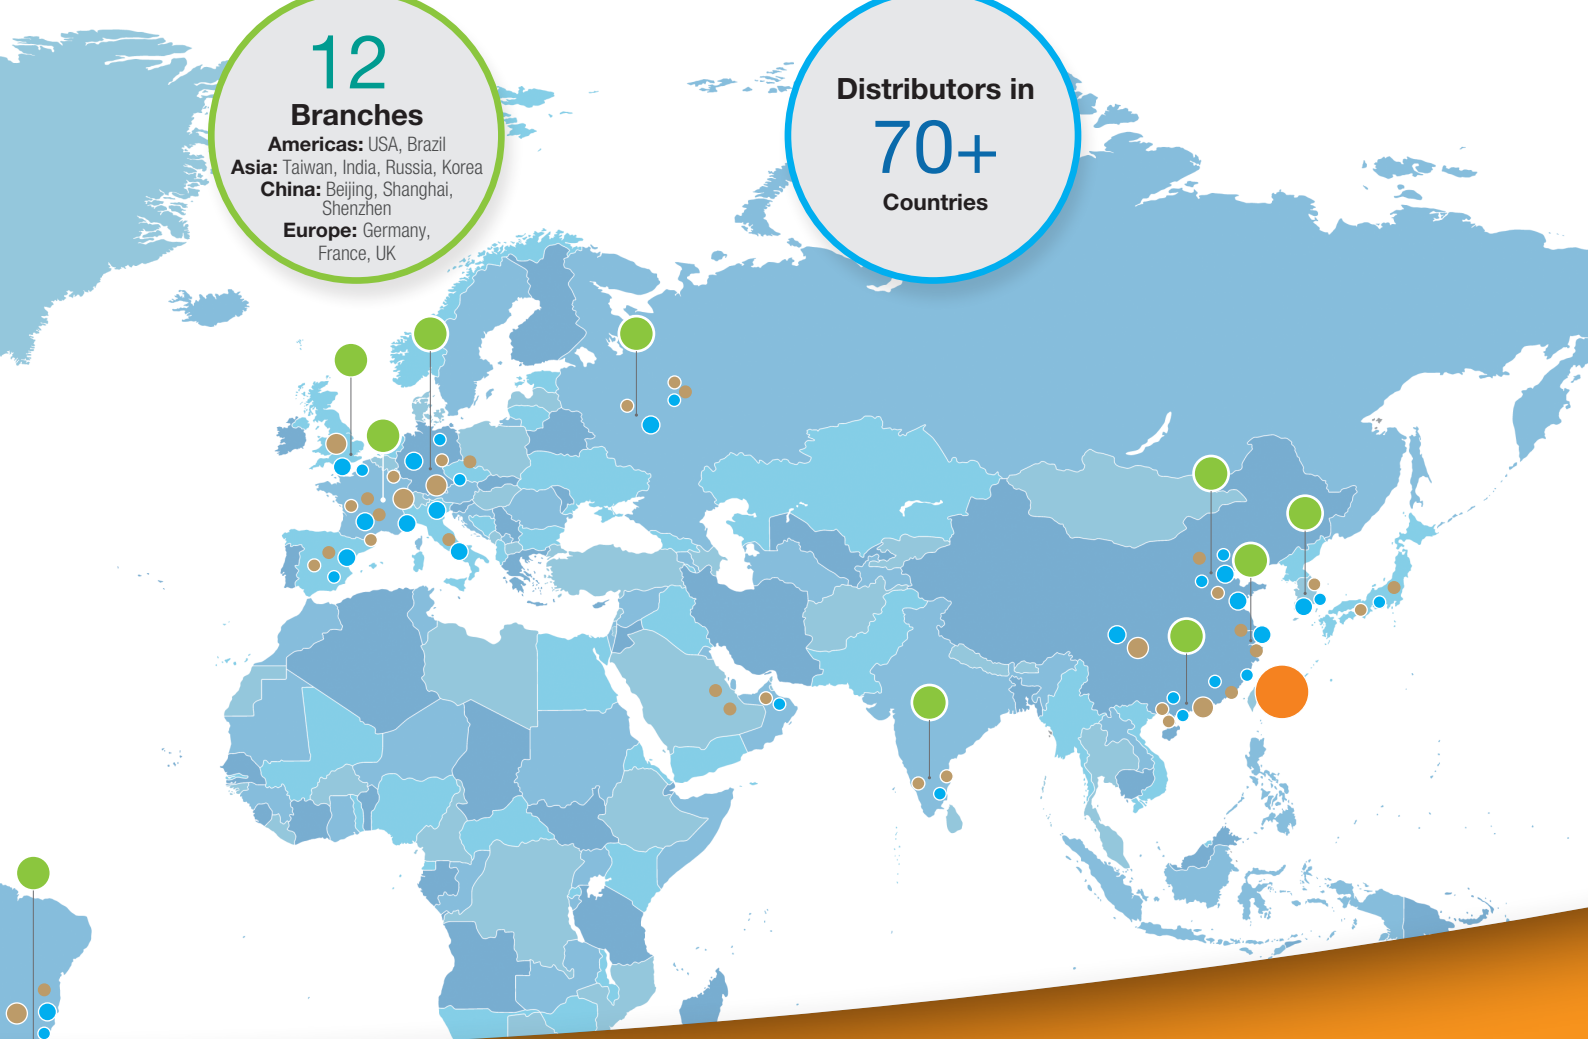 12
Branches
Americas: USA, Brazil
Asia: Taiwan, India, Russia, Korea
China: Beijing, Shanghai,
Shenzhen
Europe: Germany,
France, UK
Distributors in
70+
Countries